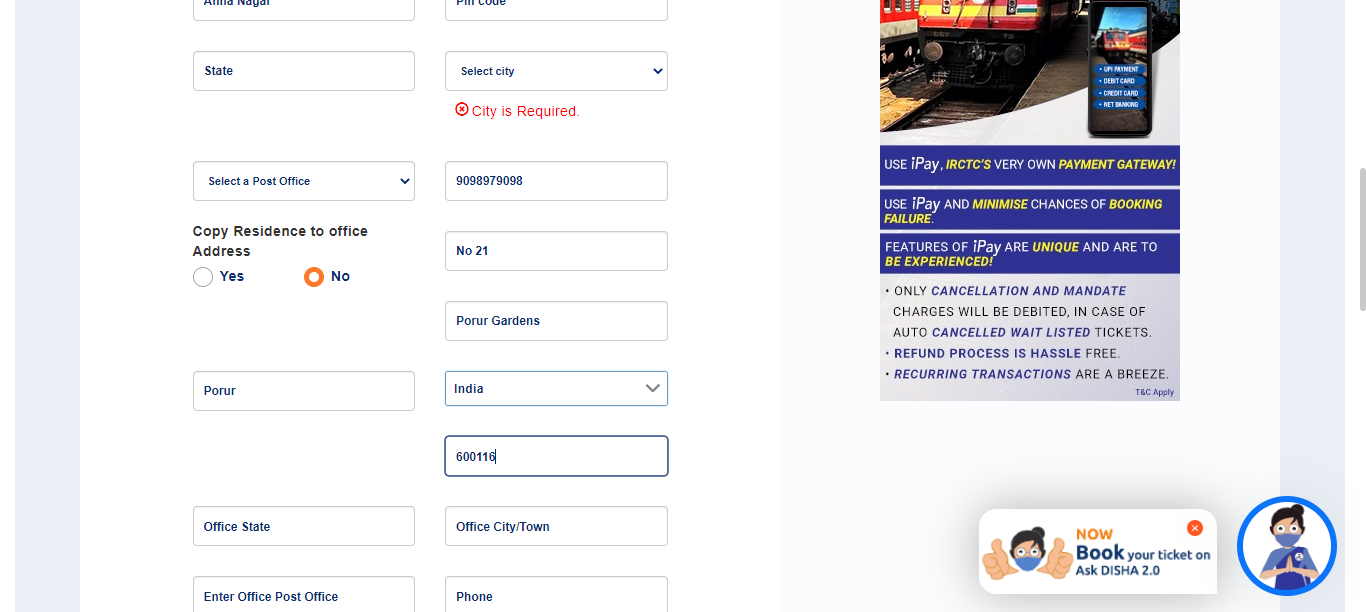 Anna Nagar
Pin code
State
Select city
City is Required.
Select a Post Office
9098979098
Copy Residence to office
Address
Yes
No
No 21
Porur Gardens
Porur
India
600116
Office State
Office City/Town
Enter Office Post Office
Phone
• UPI PAYMENT
• DEBIT CARD
• CREDIT CARD
• NET BANKING
USE iPay, IRCTC'S VERY OWN PAYMENT GATEWAY!
USE iPay AND MINIMISE CHANCES OF BOOKING
FAILURE.
FEATURES OF iPay ARE UNIQUE AND ARE TO
BE EXPERIENCED!
• ONLY CANCELLATION AND MANDATE
CHARGES WILL BE DEBITED, IN CASE OF
AUTO CANCELLED WAIT LISTED TICKETS.
• REFUND PROCESS IS HASSLE FREE.
• RECURRING TRANSACTIONS ARE A BREEZE.
T&C Apply
NOW
Book your ticket on
Ask DISHA 2.0